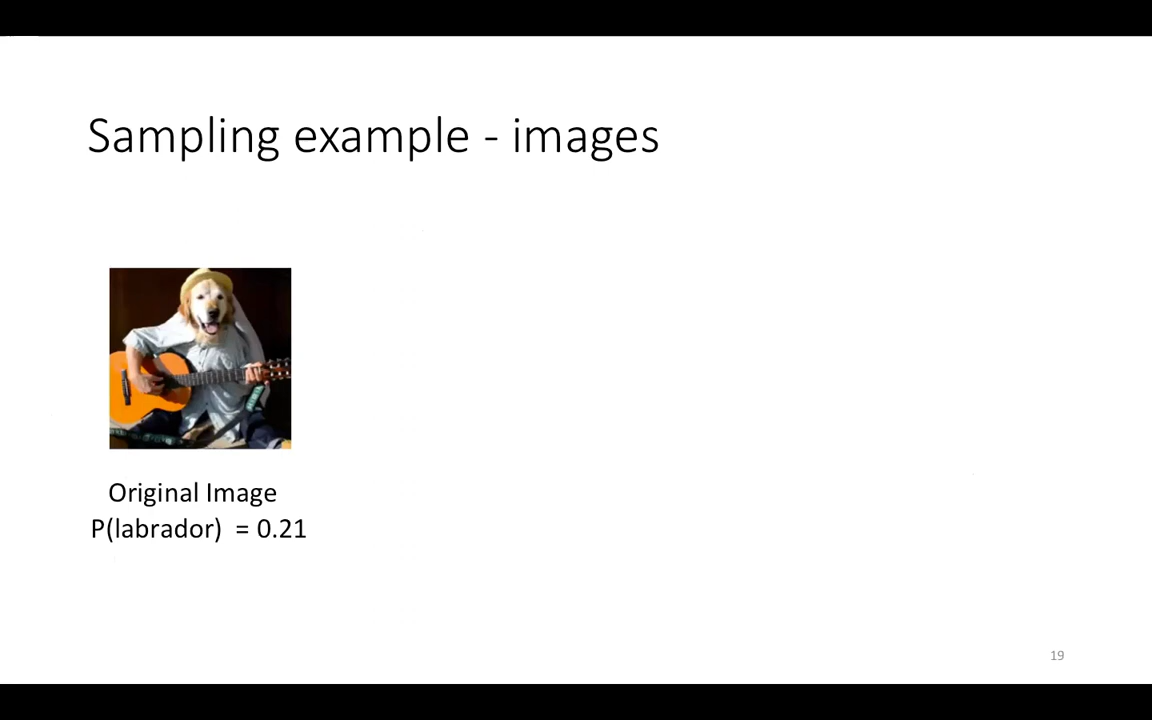 Sampling example - images
Original Image
P(labrador) = 0.21
19